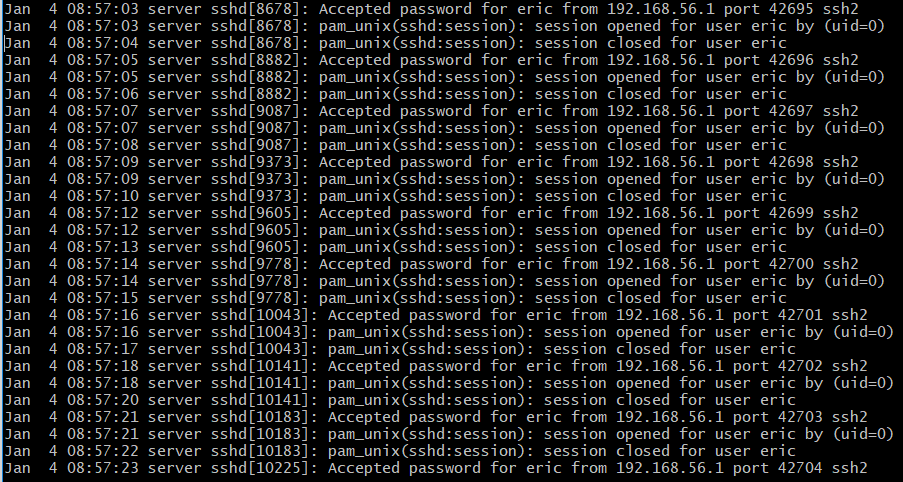 Jan  4 08:57:03 server sshd[8678]: Accepted password for eric from 192.168.56.1 port 42695 ssh2
Jan  4 08:57:03 server sshd[8678]: pam_unix(sshd:session): session opened for user eric by (uid=0)
Jan  4 08:57:04 server sshd[8678]: pam_unix(sshd:session): session closed for user eric
Jan  4 08:57:05 server sshd[8882]: Accepted password for eric from 192.168.56.1 port 42696 ssh2
Jan  4 08:57:05 server sshd[8882]: pam_unix(sshd:session): session opened for user eric by (uid=0)
Jan  4 08:57:06 server sshd[8882]: pam_unix(sshd:session): session closed for user eric
Jan  4 08:57:07 server sshd[9087]: Accepted password for eric from 192.168.56.1 port 42697 ssh2
Jan  4 08:57:07 server sshd[9087]: pam_unix(sshd:session): session opened for user eric by (uid=0)
Jan  4 08:57:08 server sshd[9087]: pam_unix(sshd:session): session closed for user eric
Jan  4 08:57:09 server sshd[9373]: Accepted password for eric from 192.168.56.1 port 42698 ssh2
Jan  4 08:57:09 server sshd[9373]: pam_unix(sshd:session): session opened for user eric by (uid=0)
Jan  4 08:57:10 server sshd[9373]: pam_unix(sshd:session): session closed for user eric
Jan  4 08:57:12 server sshd[9605]: Accepted password for eric from 192.168.56.1 port 42699 ssh2
Jan  4 08:57:12 server sshd[9605]: pam_unix(sshd:session): session opened for user eric by (uid=0)
Jan  4 08:57:13 server sshd[9605]: pam_unix(sshd:session): session closed for user eric
Jan  4 08:57:14 server sshd[9778]: Accepted password for eric from 192.168.56.1 port 42700 ssh2
Jan  4 08:57:14 server sshd[9778]: pam_unix(sshd:session): session opened for user eric by (uid=0)
Jan  4 08:57:15 server sshd[9778]: pam_unix(sshd:session): session closed for user eric
Jan  4 08:57:16 server sshd[10043]: Accepted password for eric from 192.168.56.1 port 42701 ssh2
Jan  4 08:57:16 server sshd[10043]: pam_unix(sshd:session): session opened for user eric by (uid=0)
Jan  4 08:57:17 server sshd[10043]: pam_unix(sshd:session): session closed for user eric
Jan  4 08:57:18 server sshd[10141]: Accepted password for eric from 192.168.56.1 port 42702 ssh2
Jan  4 08:57:18 server sshd[10141]: pam_unix(sshd:session): session opened for user eric by (uid=0)
Jan  4 08:57:20 server sshd[10141]: pam_unix(sshd:session): session closed for user eric
Jan  4 08:57:21 server sshd[10183]: Accepted password for eric from 192.168.56.1 port 42703 ssh2
Jan  4 08:57:21 server sshd[10183]: pam_unix(sshd:session): session opened for user eric by (uid=0)
Jan  4 08:57:22 server sshd[10183]: pam_unix(sshd:session): session closed for user eric
Jan  4 08:57:23 server sshd[10225]: Accepted password for eric from 192.168.56.1 port 42704 ssh2